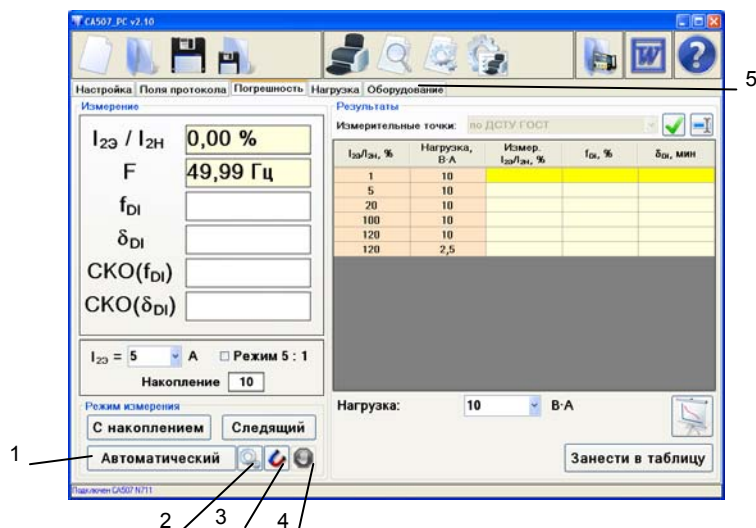 CA507_PC v2.10
Настройка Поля протокола Погрешность Нагрузка Оборудование
5
Измерение
I2Э / I2Н 0,00 %
F 49,99 Гц
fDI
δDI
СКО(fDI)
СКО(δDI)
I2Э = 5 А Режим 5 : 1
Накопление 10
Режим измерения
С накоплением Следящий
Автоматический
Результаты
Измерительные точки: по ДСТУ ГОСТ
I2Э/I2Н, % Нагрузка, В·А Измер. I2Э/I2Н, % fDI, % δDI, мин
1 10
5 10
20 10
100 10
120 10
120 2,5
Нагрузка: 10 В·А
Занести в таблицу
Подключен CA507 N711
1
2 3 4